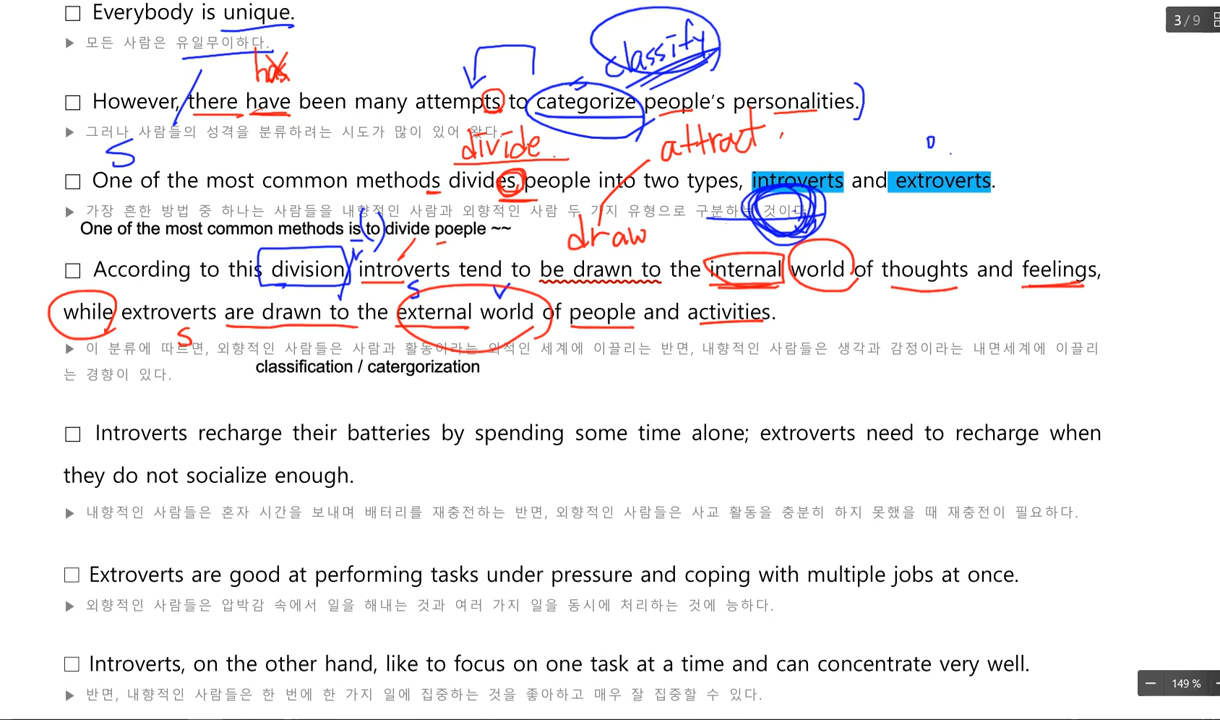 3 / 9
□ Everybody is unique.
▶ 모든 사람은 유일무이하다.
has
classify
□ However, there have been many attempts to categorize people's personalities.
▶ 그러나 사람들의 성격을 분류하려는 시도가 많이 있어 왔다.
divide
attract
S
□ One of the most common methods divides people into two types, introverts and extroverts.
▶ 가장 흔한 방법 중 하나는 사람들을 내향적인 사람과 외향적인 사람 두 가지 유형으로 구분하는 것이다.
One of the most common methods is to divide poeple ~~
draw
□ According to this division, introverts tend to be drawn to the internal world of thoughts and feelings,
S V
while extroverts are drawn to the external world of people and activities.
S
▶ 이 분류에 따르면, 외향적인 사람들은 사람과 활동이라는 외적인 세계에 이끌리는 반면, 내향적인 사람들은 생각과 감정이라는 내면세계에 이끌리
는 경향이 있다.
classification / catergorization
□ Introverts recharge their batteries by spending some time alone; extroverts need to recharge when
they do not socialize enough.
▶ 내향적인 사람들은 혼자 시간을 보내며 배터리를 재충전하는 반면, 외향적인 사람들은 사교 활동을 충분히 하지 못했을 때 재충전이 필요하다.
□ Extroverts are good at performing tasks under pressure and coping with multiple jobs at once.
▶ 외향적인 사람들은 압박감 속에서 일을 해내는 것과 여러 가지 일을 동시에 처리하는 것에 능하다.
□ Introverts, on the other hand, like to focus on one task at a time and can concentrate very well.
▶ 반면, 내향적인 사람들은 한 번에 한 가지 일에 집중하는 것을 좋아하고 매우 잘 집중할 수 있다.
149 %